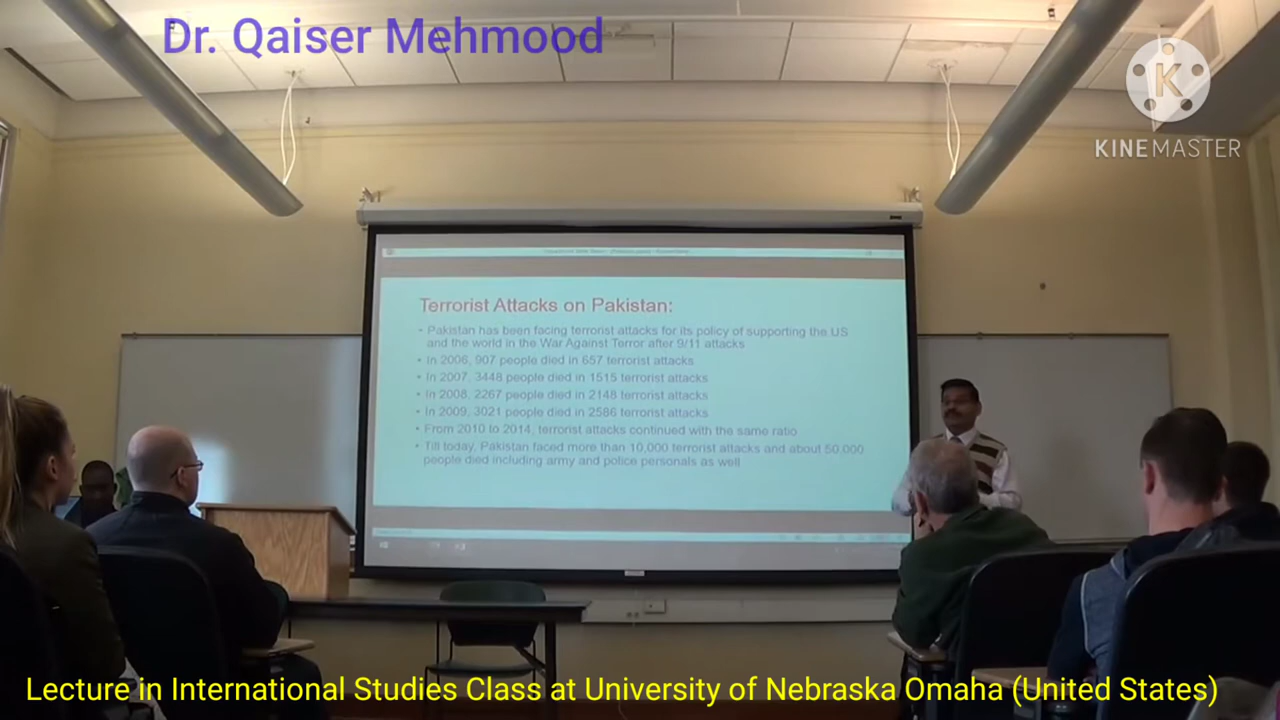 Dr. Qaiser Mehmood
KINEMASTER
Terrorist Attacks on Pakistan:
• Pakistan has been facing terrorist attacks for its policy of supporting the US
and the world in the War Against Terror after 9/11 attacks
• In 2006, 907 people died in 657 terrorist attacks
• In 2007, 3448 people died in 1515 terrorist attacks
• In 2008, 2267 people died in 2148 terrorist attacks
• In 2009, 3021 people died in 2586 terrorist attacks
• From 2010 to 2014, terrorist attacks continued with the same ratio
• Till today, Pakistan faced more than 10,000 terrorist attacks and about 50,000
people died including army and police personals as well
Lecture in International Studies Class at University of Nebraska Omaha (United States)